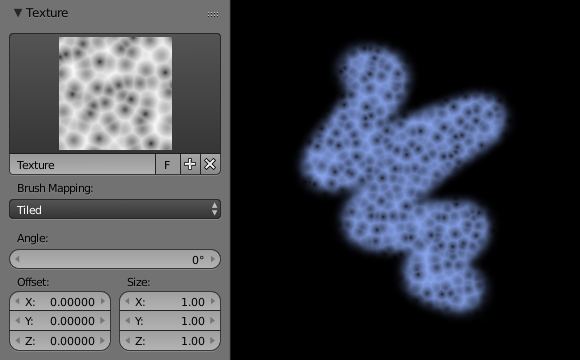 Texture
Texture F
Brush Mapping:
Tiled
Angle:
0°
Offset: Size:
X: 0.00000 X: 1.00
Y: 0.00000 Y: 1.00
Z: 0.00000 Z: 1.00